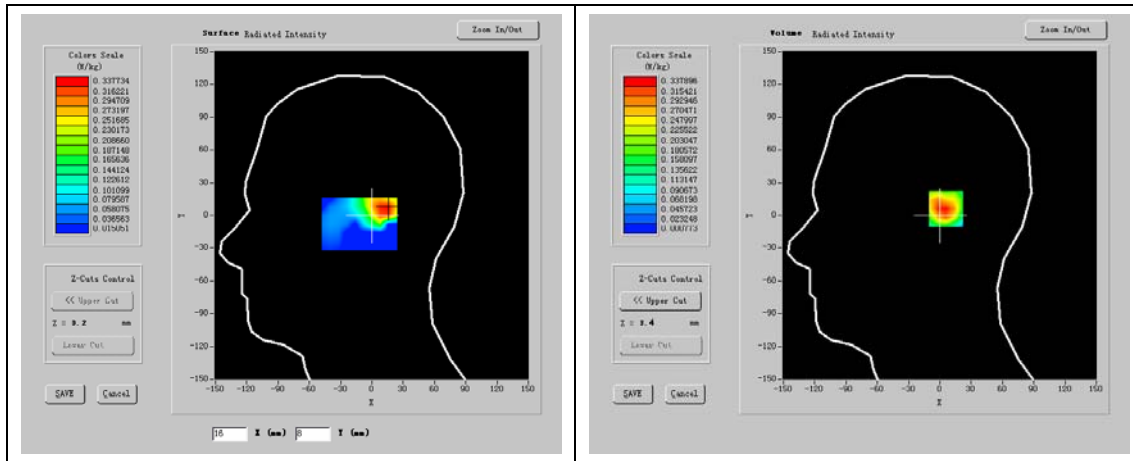 Surface Radiated Intensity
Zoom In/Out
Colors Scale
(W/kg)
0.337734
0.316221
0.294709
0.273197
0.251685
0.230173
0.208660
0.187148
0.165636
0.144124
0.122612
0.101099
0.079587
0.058075
0.036563
0.015051
Z-Cuts Control
<< Upper Cut
Z = 3.2 mm
Lower Cut
SAVE
Cancel
150
120
90
60
30
0
-30
-60
-90
-120
-150
Y
-150 -120 -90 -60 -30 0 30 60 90 120 150
X
16 X (mm) 8 Y (mm)
Volume Radiated Intensity
Zoom In/Out
Colors Scale
(W/kg)
0.337896
0.315421
0.292946
0.270471
0.247997
0.225522
0.203047
0.180572
0.158097
0.135622
0.113147
0.090673
0.068198
0.045723
0.023248
0.000773
Z-Cuts Control
<< Upper Cut
Z = 3.4 mm
Lower Cut
SAVE
Cancel
150
120
90
60
30
0
-30
-60
-90
-120
-150
Y
-150 -120 -90 -60 -30 0 30 60 90 120 150
X